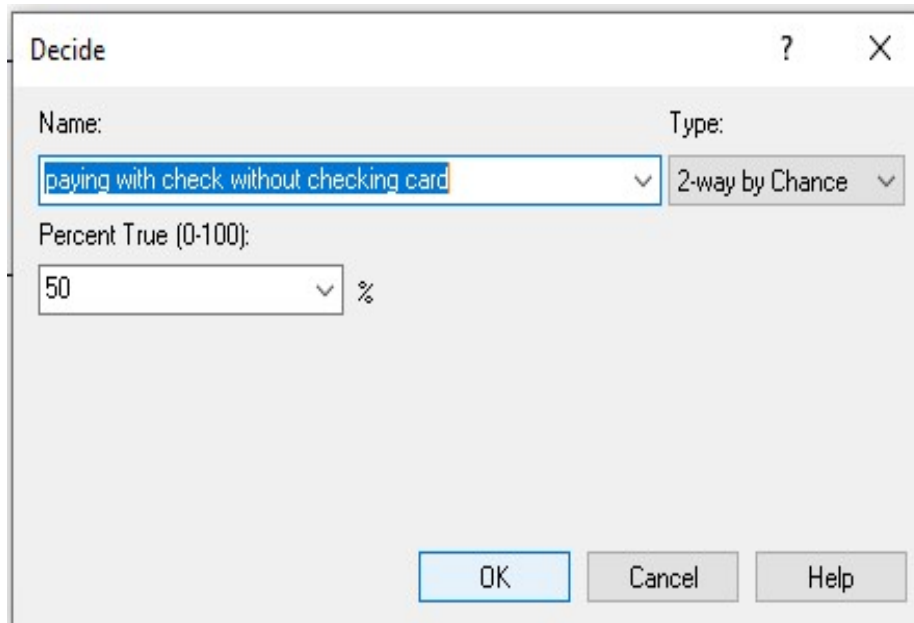 Decide ? X
Name: Type:
paying with check without checking card 2-way by Chance
Percent True (0-100):
50 %
OK Cancel Help